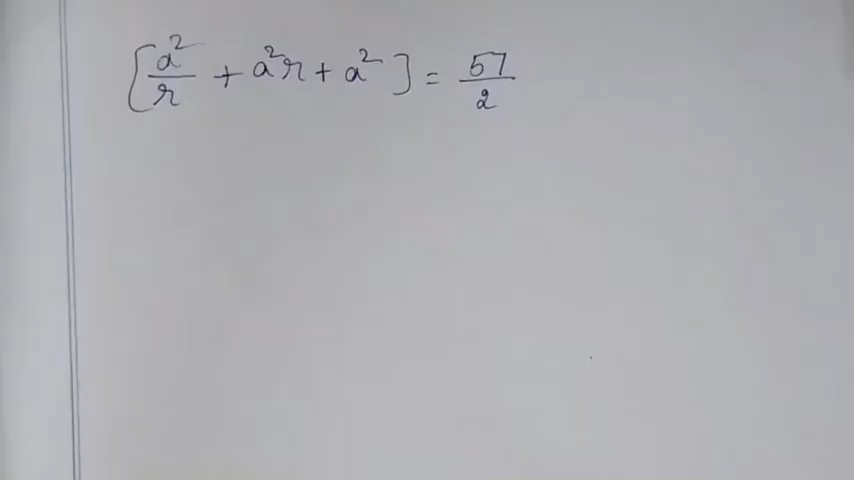 [a²/r + a²r + a²] = 57/2